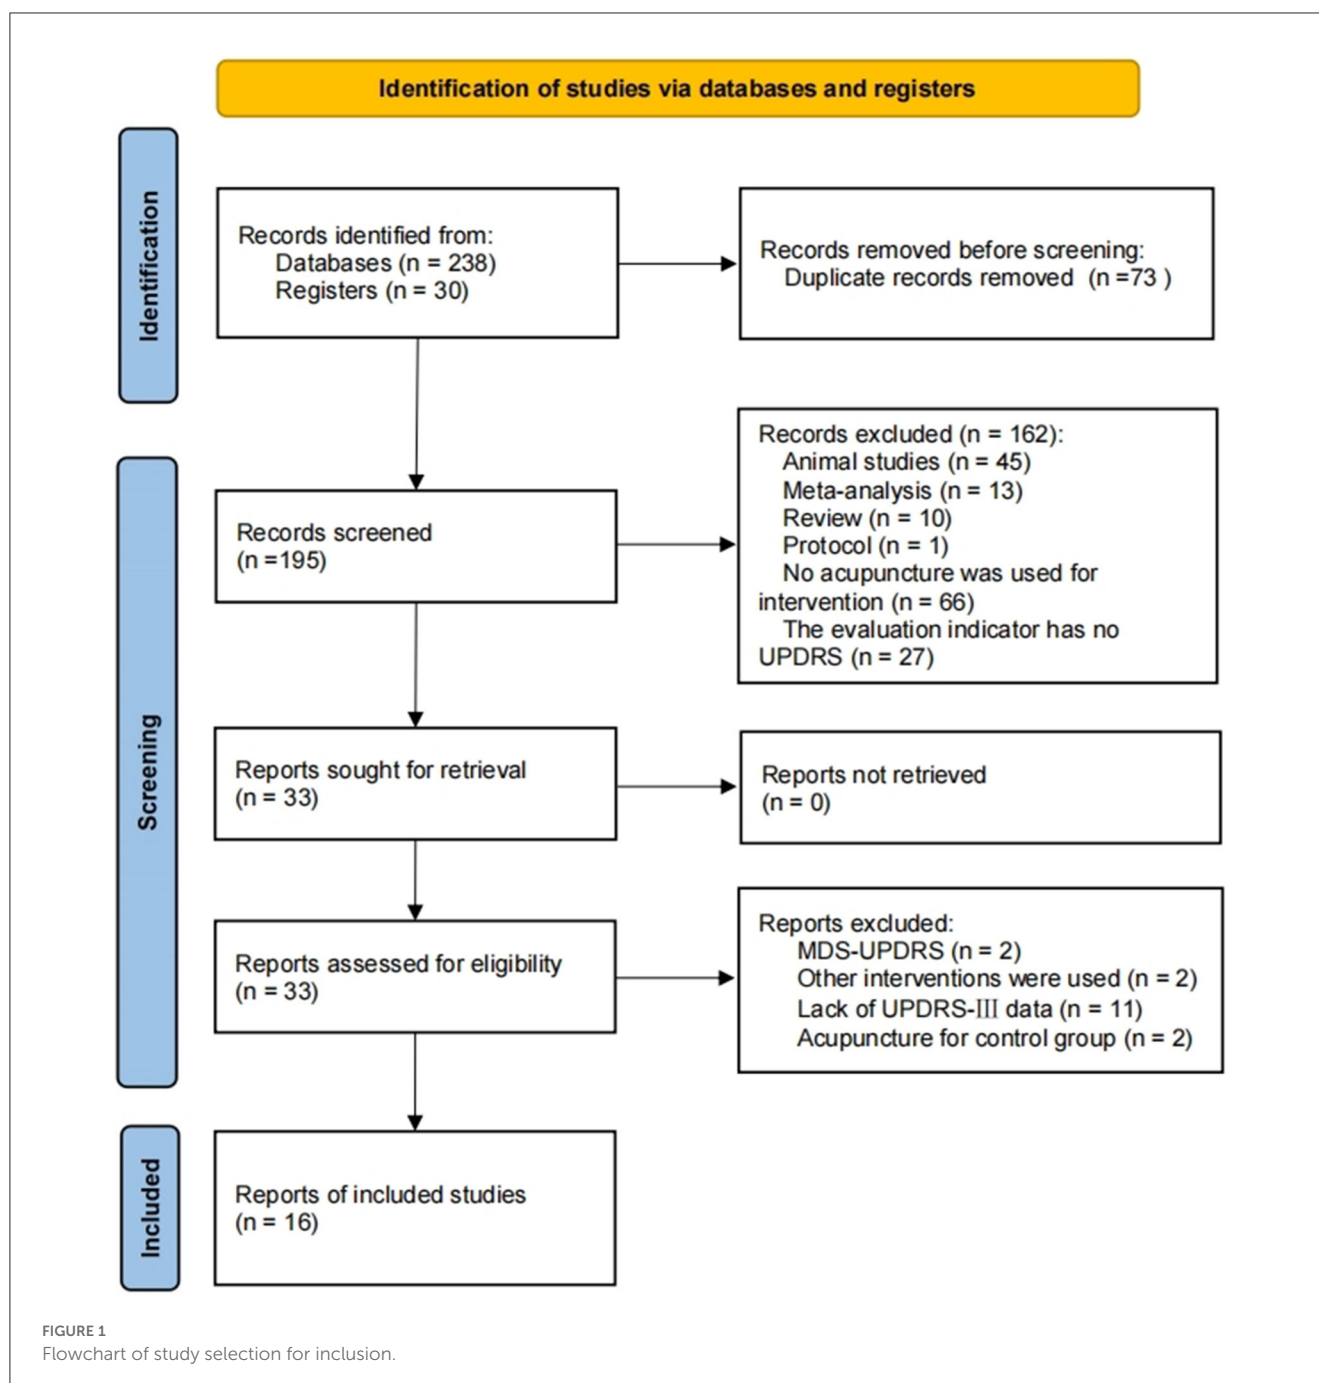 Identification of studies via databases and registers
Identification
Records identified from:
Databases (n = 238)
Registers (n = 30)
Records removed before screening:
Duplicate records removed (n =73 )
Screening
Records screened
(n =195)
Records excluded (n = 162):
Animal studies (n = 45)
Meta-analysis (n = 13)
Review (n = 10)
Protocol (n = 1)
No acupuncture was used for
intervention (n = 66)
The evaluation indicator has no
UPDRS (n = 27)
Reports sought for retrieval
(n = 33)
Reports not retrieved
(n = 0)
Reports assessed for eligibility
(n = 33)
Reports excluded:
MDS-UPDRS (n = 2)
Other interventions were used (n = 2)
Lack of UPDRS-III data (n = 11)
Acupuncture for control group (n = 2)
Included
Reports of included studies
(n = 16)
FIGURE 1
Flowchart of study selection for inclusion.